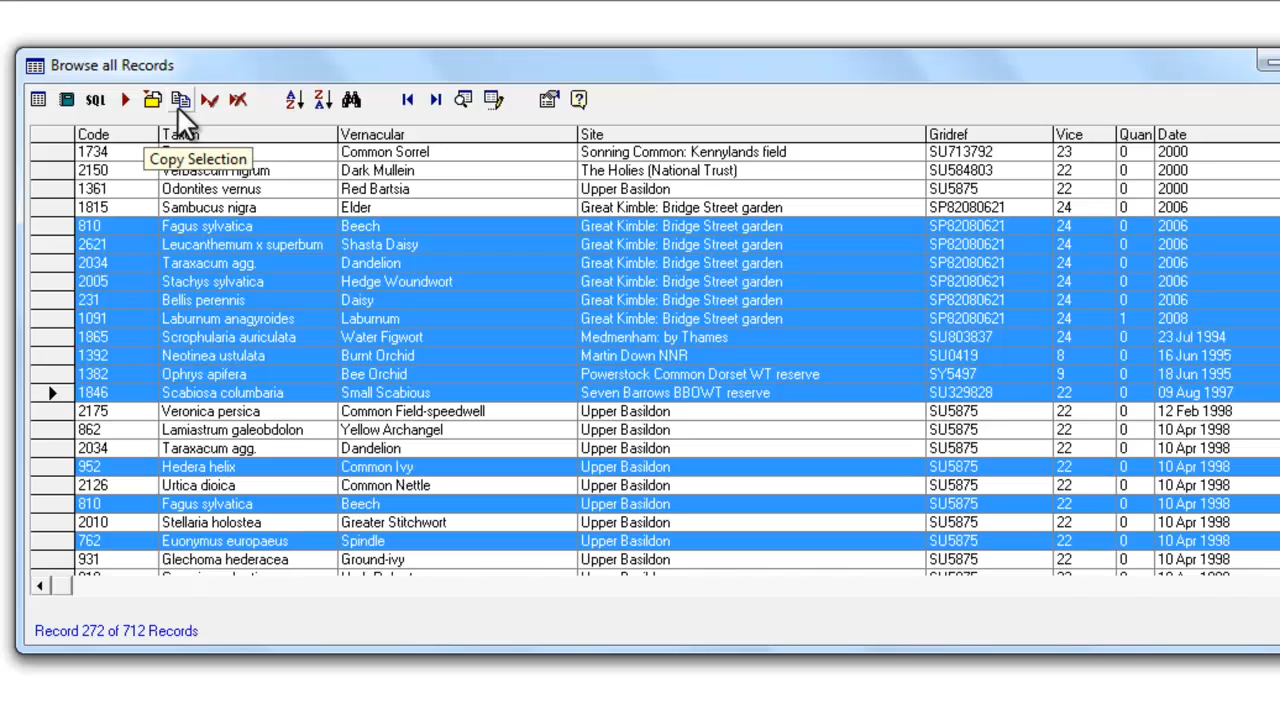 Browse all Records
SQL
Code Vernacular Site Gridref Vice Quan Date
Copy Selection
1734 Common Sorrel Sonning Common: Kennylands field SU713792 23 0 2000
2150 Verbascum nigrum Dark Mullein The Holies (National Trust) SU584803 22 0 2000
1361 Odontites vernus Red Bartsia Upper Basildon SU5875 22 0 2000
1815 Sambucus nigra Elder Great Kimble: Bridge Street garden SP82080621 24 0 2006
810 Fagus sylvatica Beech Great Kimble: Bridge Street garden SP82080621 24 0 2006
2621 Leucanthemum x superbum Shasta Daisy Great Kimble: Bridge Street garden SP82080621 24 0 2006
2034 Taraxacum agg. Dandelion Great Kimble: Bridge Street garden SP82080621 24 0 2006
2005 Stachys sylvatica Hedge Woundwort Great Kimble: Bridge Street garden SP82080621 24 0 2006
231 Bellis perennis Daisy Great Kimble: Bridge Street garden SP82080621 24 0 2006
1091 Laburnum anagyroides Laburnum Great Kimble: Bridge Street garden SP82080621 24 1 2008
1865 Scrophularia auriculata Water Figwort Medmenham: by Thames SU803837 24 0 23 Jul 1994
1392 Neotinea ustulata Burnt Orchid Martin Down NNR SU0419 8 0 16 Jun 1995
1382 Ophrys apifera Bee Orchid Powerstock Common Dorset WT reserve SY5497 9 0 18 Jun 1995
1846 Scabiosa columbaria Small Scabious Seven Barrows BBOWT reserve SU329828 22 0 09 Aug 1997
2175 Veronica persica Common Field-speedwell Upper Basildon SU5875 22 0 12 Feb 1998
862 Lamiastrum galeobdolon Yellow Archangel Upper Basildon SU5875 22 0 10 Apr 1998
2034 Taraxacum agg. Dandelion Upper Basildon SU5875 22 0 10 Apr 1998
952 Hedera helix Common Ivy Upper Basildon SU5875 22 0 10 Apr 1998
2126 Urtica dioica Common Nettle Upper Basildon SU5875 22 0 10 Apr 1998
810 Fagus sylvatica Beech Upper Basildon SU5875 22 0 10 Apr 1998
2010 Stellaria holostea Greater Stitchwort Upper Basildon SU5875 22 0 10 Apr 1998
762 Euonymus europaeus Spindle Upper Basildon SU5875 22 0 10 Apr 1998
931 Glechoma hederacea Ground-ivy Upper Basildon SU5875 22 0 10 Apr 1998
Record 272 of 712 Records